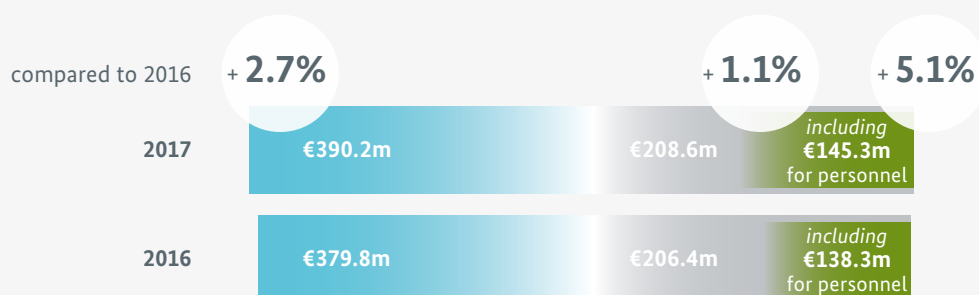 compared to 2016 + 2.7% + 1.1% + 5.1%
including
2017 €390.2m €208.6m €145.3m
for personnel
including
2016 €379.8m €206.4m €138.3m
for personnel